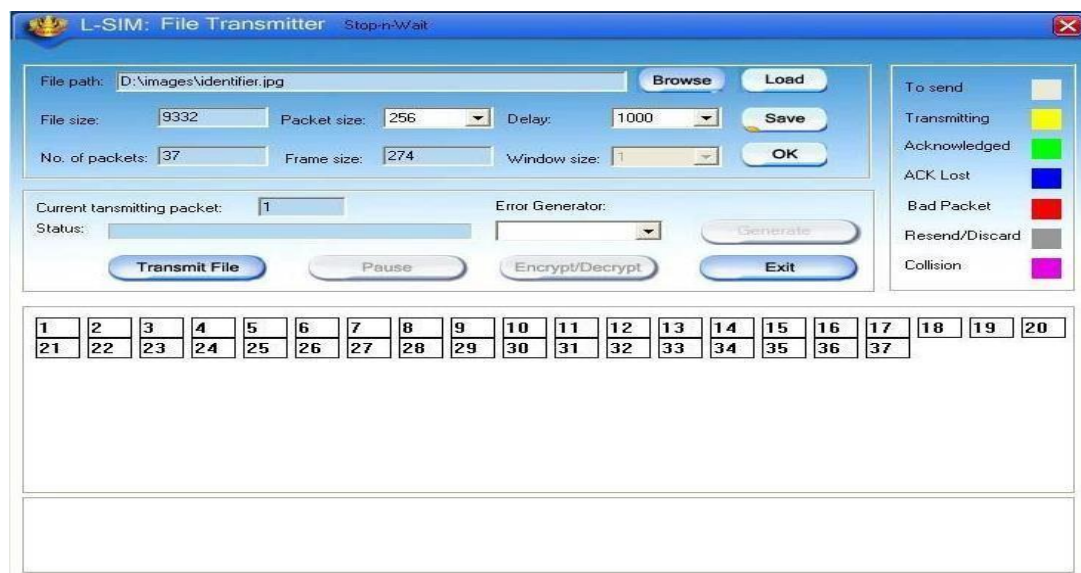 L-SIM: File Transmitter Stop-n-Wait
File path: D:\images\identifier.jpg Browse Load
File size: 9332 Packet size: 256 Delay: 1000 Save
No. of packets: 37 Frame size: 274 Window size: 1 OK
Current tansmitting packet: 1 Error Generator:
Status: Generate
Transmit File Pause Encrypt/Decrypt Exit
To send
Transmitting
Acknowledged
ACK Lost
Bad Packet
Resend/Discard
Collision
1 2 3 4 5 6 7 8 9 10 11 12 13 14 15 16 17 18 19 20
21 22 23 24 25 26 27 28 29 30 31 32 33 34 35 36 37